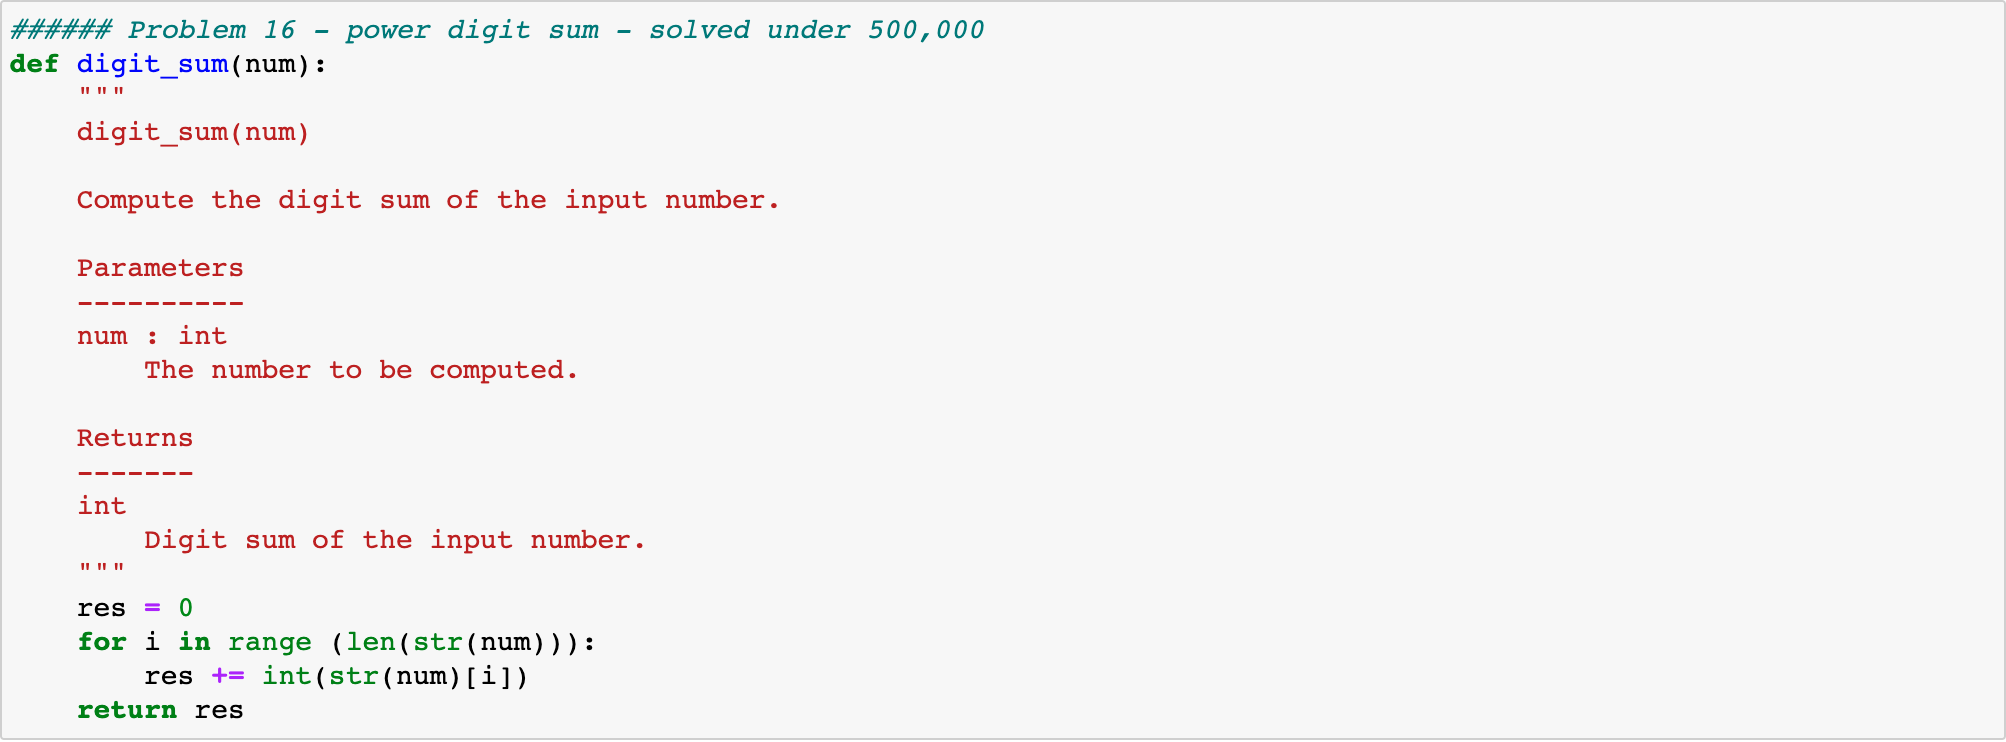 ###### Problem 16 - power digit sum - solved under 500,000
def digit_sum(num):
    """
    digit_sum(num)

    Compute the digit sum of the input number.

    Parameters
    ----------
    num : int
        The number to be computed.

    Returns
    -------
    int
        Digit sum of the input number.
    """
    res = 0
    for i in range (len(str(num))):
        res += int(str(num)[i])
    return res